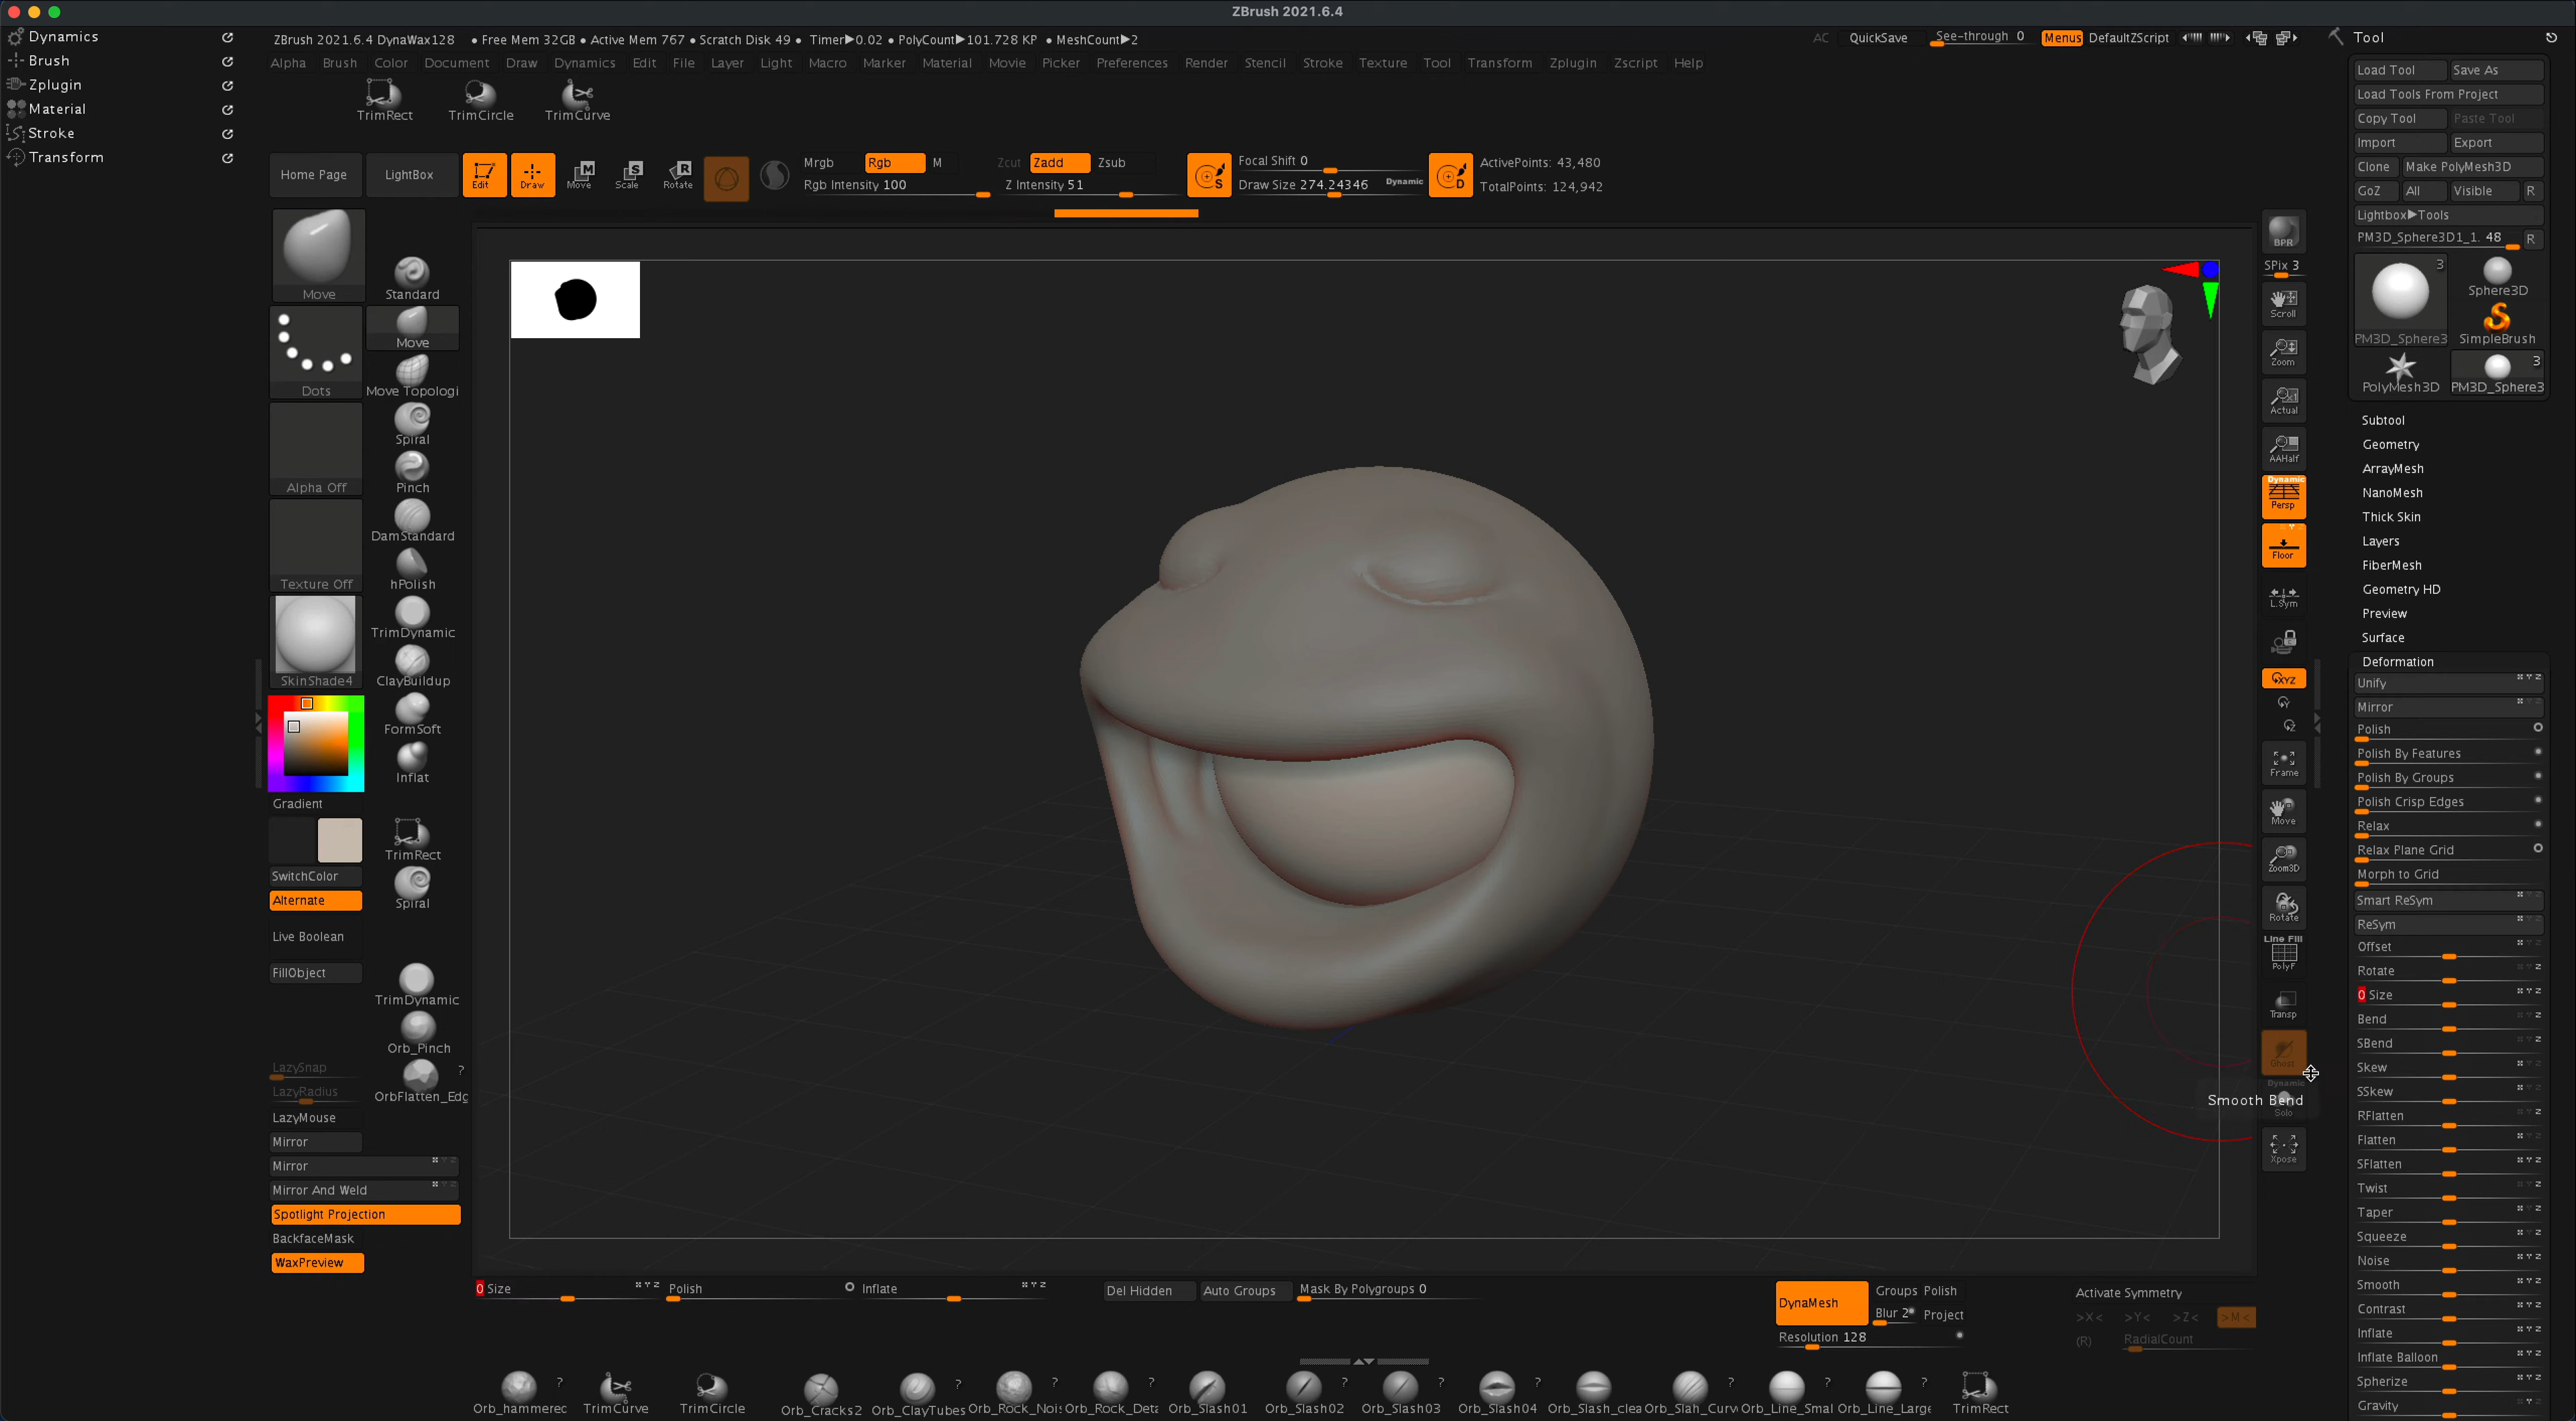 ZBrush 2021.6.4
Dynamics
Brush
Zplugin
Material
Stroke
Transform
ZBrush 2021.6.4 DynaWax128 • Free Mem 32GB • Active Mem 767 • Scratch Disk 49 • Timer▶0.02 • PolyCount▶101.728 KP • MeshCount▶2
AC QuickSave See-through 0 Menus DefaultZScript
Alpha Brush Color Document Draw Dynamics Edit File Layer Light Macro Marker Material Movie Picker Preferences Render Stencil Stroke Texture Tool Transform Zplugin Zscript Help
TrimRect TrimCircle TrimCurve
Home Page LightBox Edit Draw Move Scale Rotate
Mrgb Rgb M Zcut Zadd Zsub
Rgb Intensity 100 Z Intensity 51
Focal Shift 0
Draw Size 274.24346 Dynamic
ActivePoints: 43,480
TotalPoints: 124,942
Move
Dots
Alpha Off
Texture Off
SkinShade4
Gradient
SwitchColor
Alternate
Live Boolean
FillObject
LazySnap
LazyRadius
LazyMouse
Mirror
Mirror
Mirror And Weld
Spotlight Projection
BackfaceMask
WaxPreview
Standard
Move
Move Topologi
Spiral
Pinch
DamStandard
hPolish
TrimDynamic
ClayBuildup
FormSoft
Inflat
TrimRect
Spiral
TrimDynamic
Orb_Pinch
OrbFlatten_Edg
?
BPR
SPix 3
Scroll
Zoom
Actual
AAHalf
Dynamic
Persp
Floor
L.Sym
XYZ
Frame
Move
Zoom3D
Rotate
Line Fill
PolyF
Transp
Ghost
Dynamic
Smooth Bend
Solo
Xpose
Tool
Load Tool Save As
Load Tools From Project
Copy Tool Paste Tool
Import Export
Clone Make PolyMesh3D
GoZ All Visible R
Lightbox▶Tools
PM3D_Sphere3D1_1. 48 R
3
Sphere3D
PM3D_Sphere3 SimpleBrush
3
PolyMesh3D PM3D_Sphere3
Subtool
Geometry
ArrayMesh
NanoMesh
Thick Skin
Layers
FiberMesh
Geometry HD
Preview
Surface
Deformation
Unify
Mirror
Polish
Polish By Features
Polish By Groups
Polish Crisp Edges
Relax
Relax Plane Grid
Morph to Grid
Smart ReSym
ReSym
Offset
Rotate
0 Size
Bend
SBend
Skew
SSkew
RFlatten
Flatten
SFlatten
Twist
Taper
Squeeze
Noise
Smooth
Contrast
Inflate
Inflate Balloon
Spherize
Gravity
0 Size Polish Inflate Del Hidden Auto Groups Mask By Polygroups 0
DynaMesh Groups Polish
Blur 2 Project
Resolution 128
Activate Symmetry
>X< >Y< >Z< >M<
(R) RadialCount
Orb_hammerec ? TrimCurve TrimCircle Orb_Cracks2 Orb_ClayTubes ? Orb_Rock_Noi: ? Orb_Rock_Deta ? Orb_Slash01 Orb_Slash02 ? Orb_Slash03 ? Orb_Slash04 ? Orb_Slash_clea Orb_Slah_Curv ? Orb_Line_Smal ? Orb_Line_Large ? TrimRect